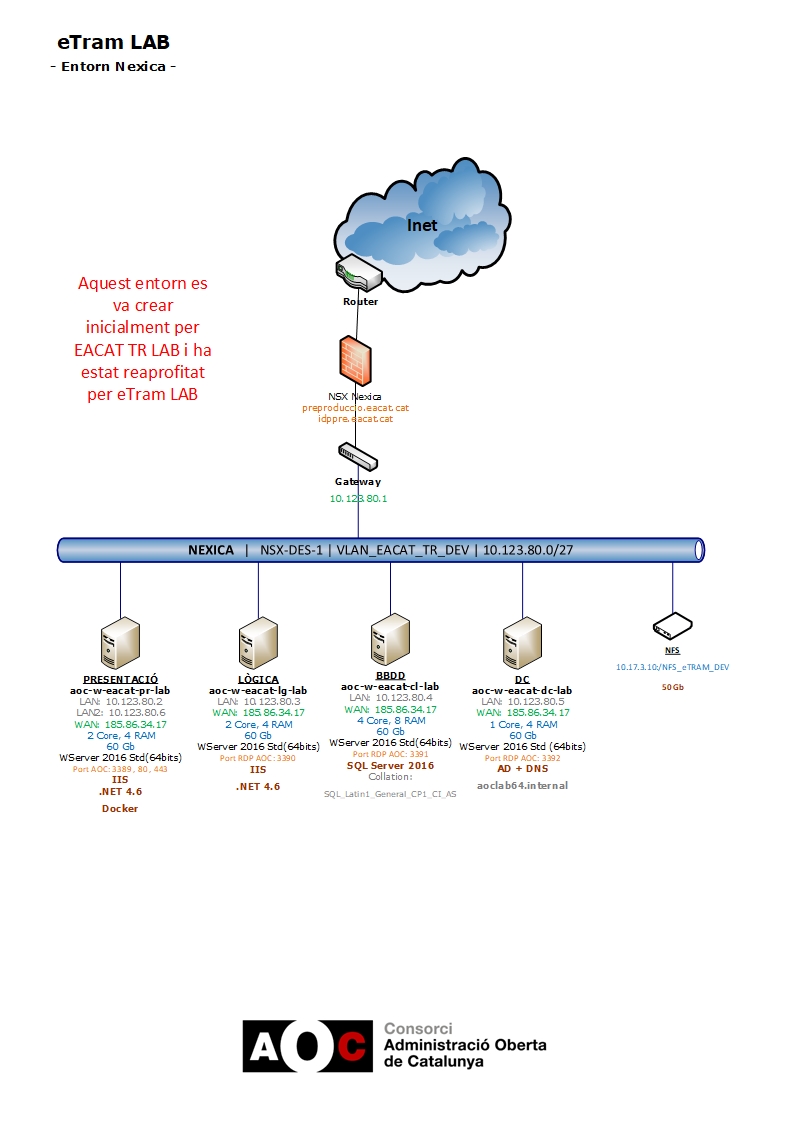 eTram LAB
- Entorn Nexica -
Inet
Router
Aquest entorn es
va crear
inicialment per
EACAT TR LAB i ha
estat reaprofitat
per eTram LAB
NSX Nexica
preproduccio.eacat.cat
idppre.eacat.cat
Gateway
10.123.80.1
NEXICA | NSX-DES-1 | VLAN_EACAT_TR_DEV | 10.123.80.0/27
PRESENTACIÓ
aoc-w-eacat-pr-lab
LAN: 10.123.80.2
LAN2: 10.123.80.6
WAN: 185.86.34.17
2 Core, 4 RAM
60 Gb
WServer 2016 Std(64bits)
Port AOC: 3389, 80, 443
IIS
.NET 4.6
Docker
LÒGICA
aoc-w-eacat-lg-lab
LAN: 10.123.80.3
WAN: 185.86.34.17
2 Core, 4 RAM
60 Gb
WServer 2016 Std(64bits)
Port RDP AOC: 3390
IIS
.NET 4.6
BBDD
aoc-w-eacat-cl-lab
LAN: 10.123.80.4
WAN: 185.86.34.17
4 Core, 8 RAM
60 Gb
WServer 2016 Std(64bits)
Port RDP AOC: 3391
SQL Server 2016
Collation:
SQL_Latin1_General_CP1_CI_AS
DC
aoc-w-eacat-dc-lab
LAN: 10.123.80.5
WAN: 185.86.34.17
1 Core, 4 RAM
60 Gb
WServer 2016 Std(64bits)
Port RDP AOC: 3392
AD + DNS
aoclab64.internal
NFS
10.17.3.10:/NFS_eTRAM_DEV
50Gb
AOC
Consorci
Administració Oberta
de Catalunya